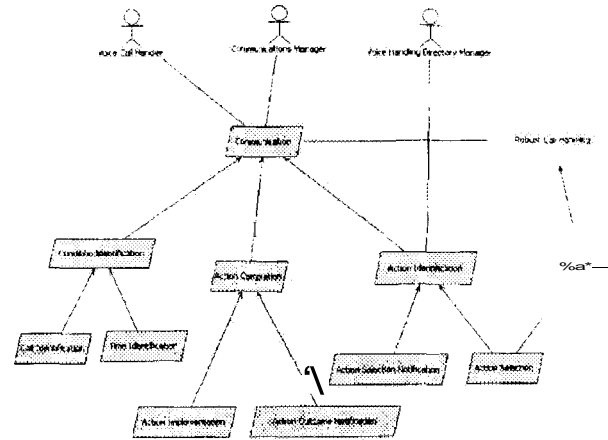 Voice Call Handler
Communications Manager
Voice Handling Directory Manager
Communication
Robust Call Handling
Condition Identification
Action Completion
Action Identification
%a*
Call Identification
Time Identification
Action Selection Notification
Action Selection
Action Implementation
Action Outcome Notification